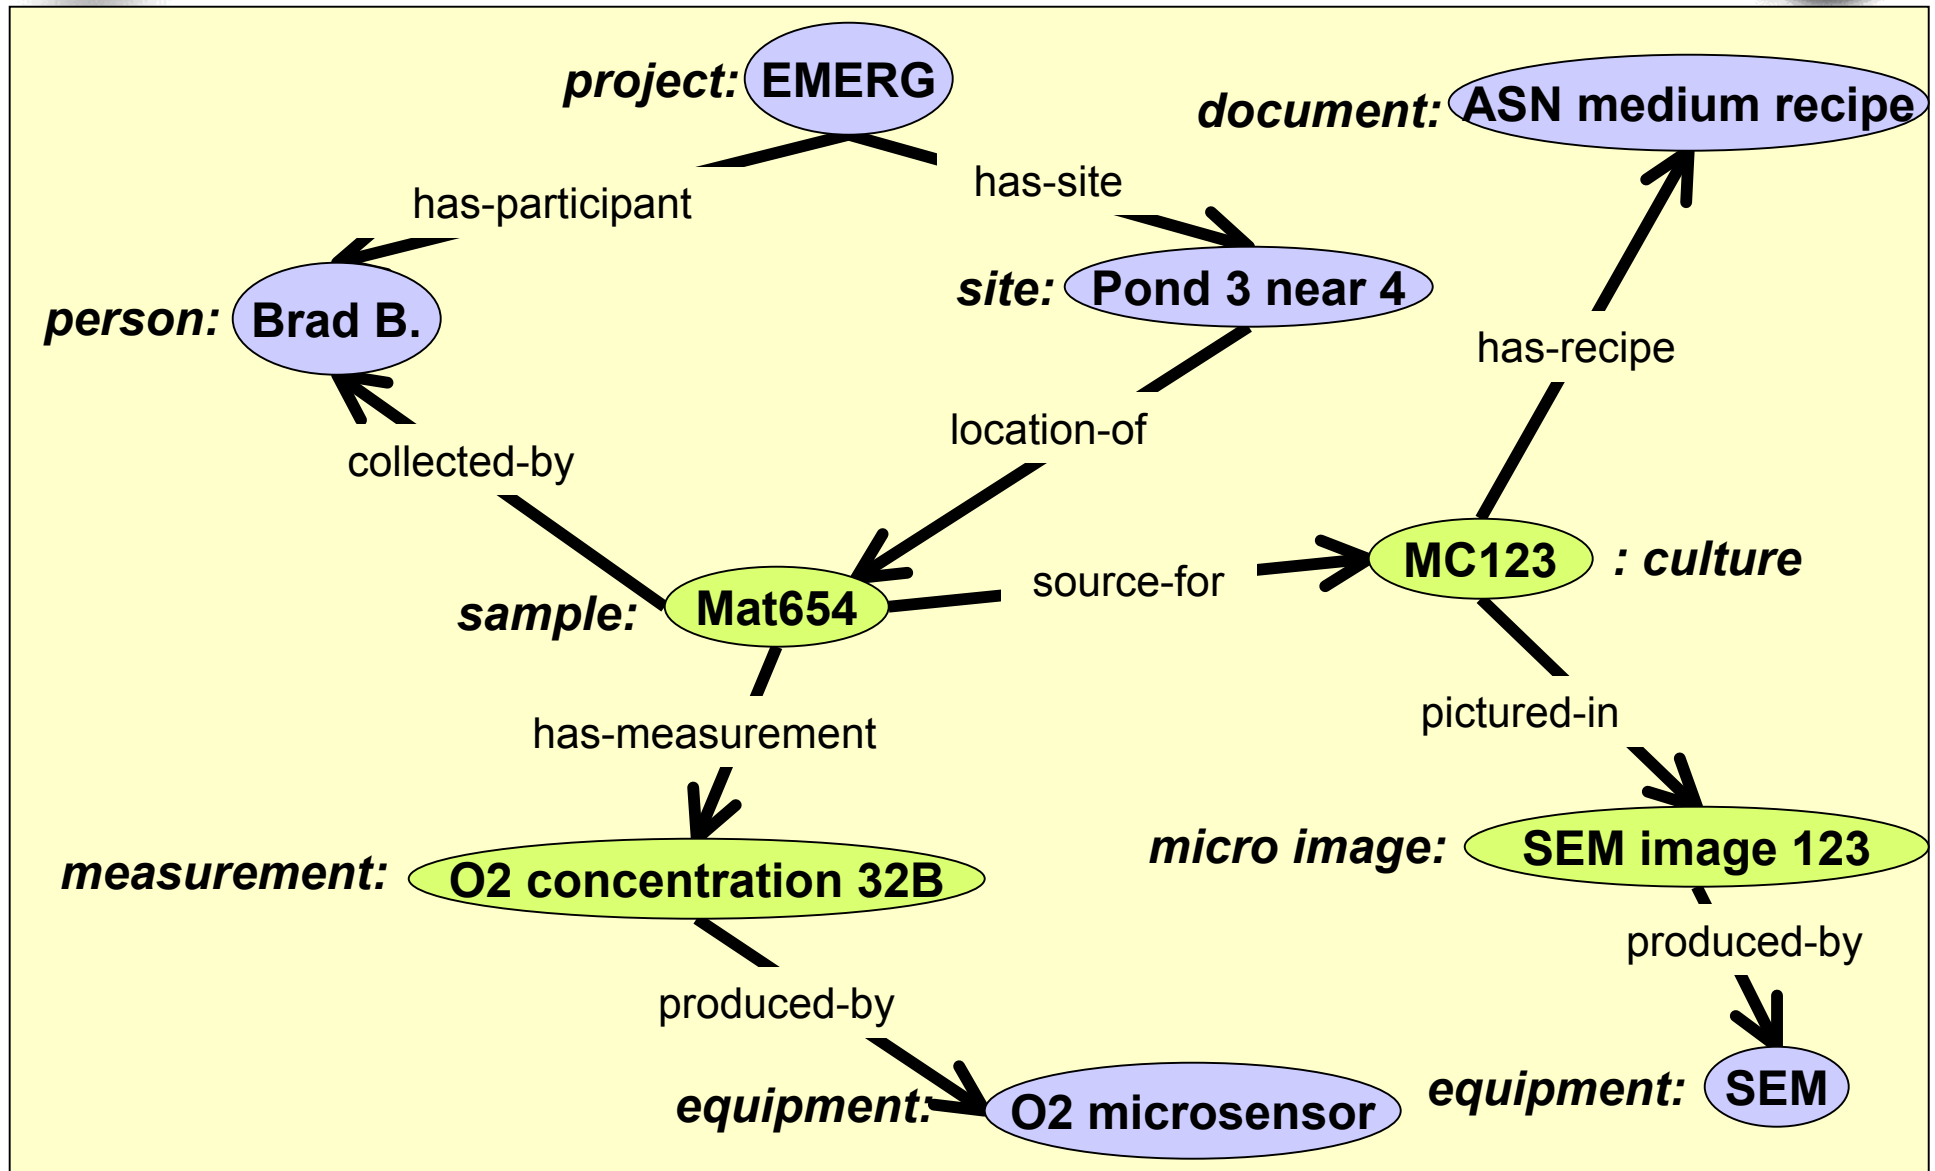 project: EMERG
document: ASN medium recipe
has-participant
has-site
person: Brad B.
site: Pond 3 near 4
has-recipe
collected-by
location-of
sample: Mat654
source-for
MC123 : culture
has-measurement
pictured-in
measurement: O2 concentration 32B
micro image: SEM image 123
produced-by
produced-by
equipment: O2 microsensor
equipment: SEM